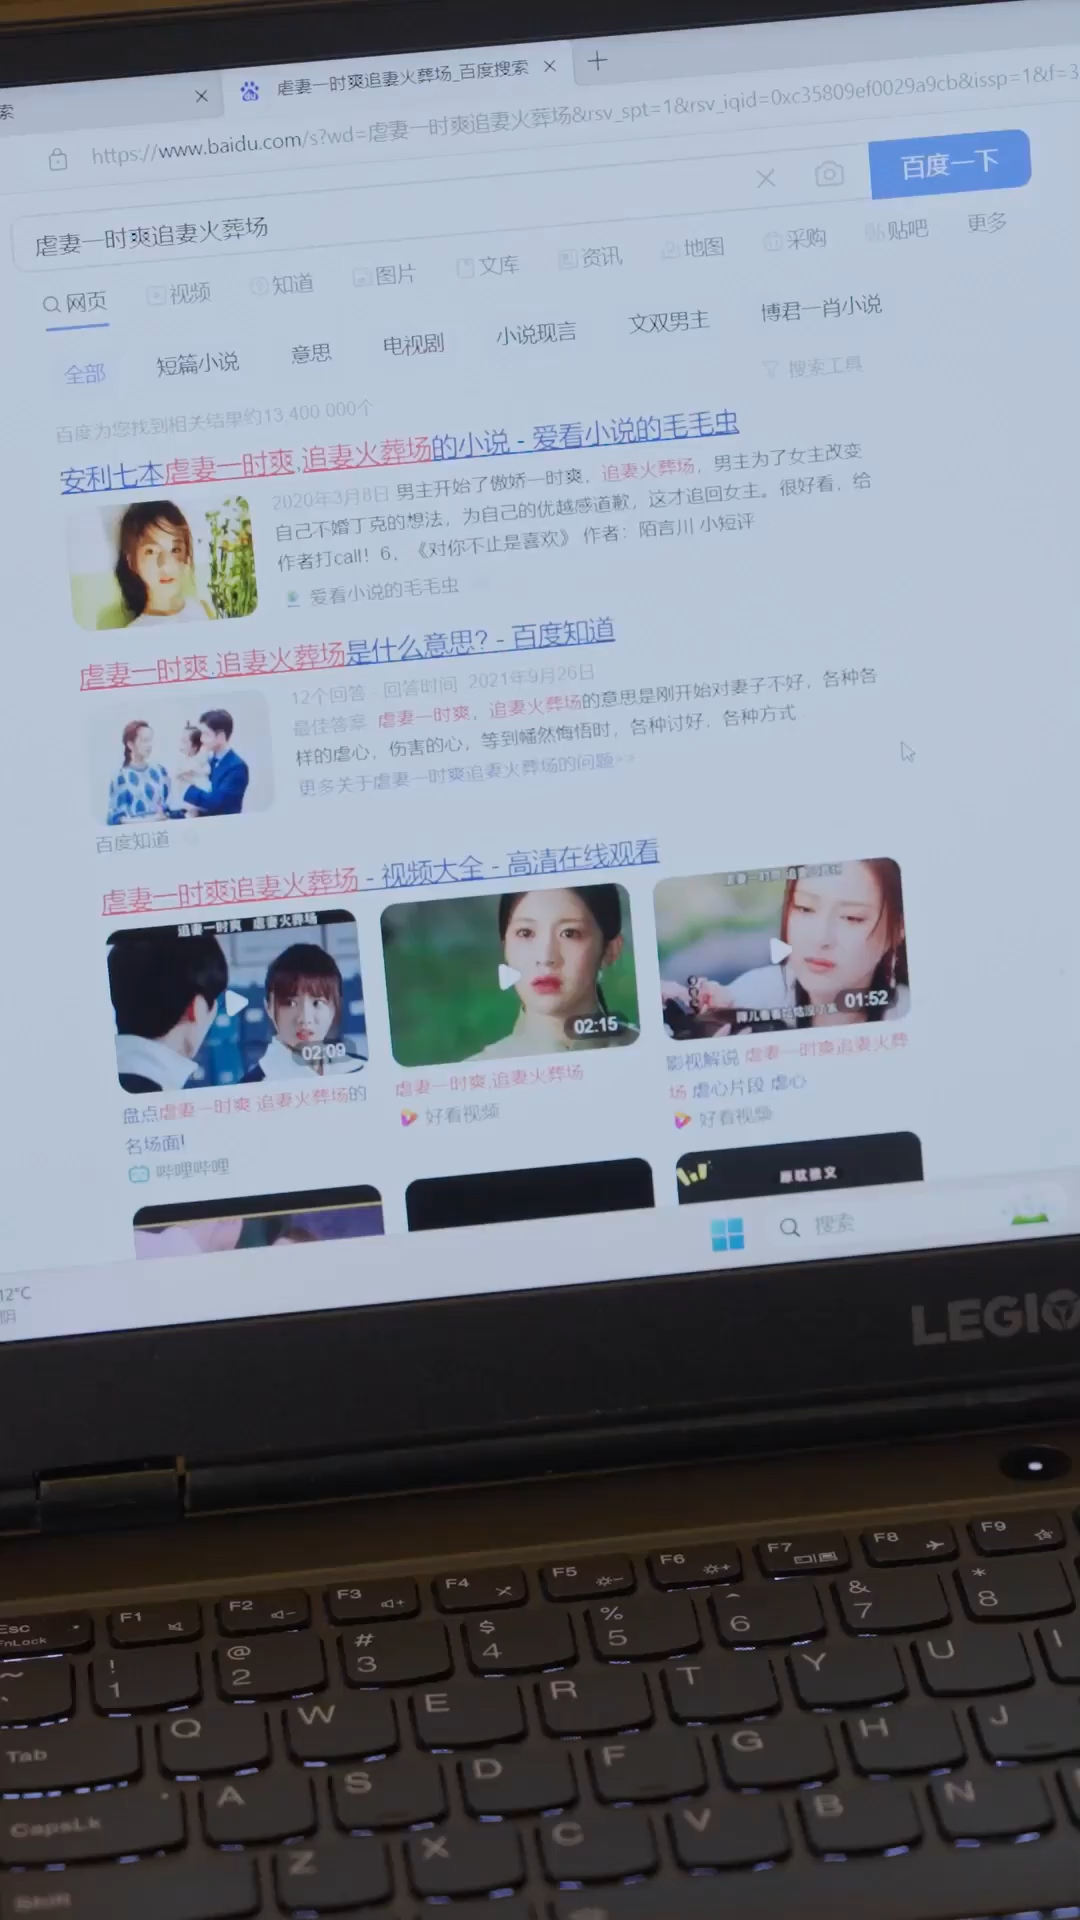 索
虐妻一时爽追妻火葬场_百度搜索
https://www.baidu.com/s?wd=虐妻一时爽追妻火葬场&rsv_spt=1&rsv_iqid=0xc35809ef0029a9cb&issp=1&f=3
虐妻一时爽追妻火葬场
百度一下
网页 视频 知道 图片 文库 资讯 地图 采购 贴吧 更多
全部 短篇小说 意思 电视剧 小说现言 文双男主 博君一肖小说
百度为您找到相关结果约13,400,000个
搜索工具
安利七本虐妻一时爽,追妻火葬场的小说 - 爱看小说的毛毛虫
2020年3月8日 男主开始了傲娇一时爽，追妻火葬场，男主为了女主改变
自己不婚丁克的想法，为自己的优越感道歉，这才追回女主。很好看，给
作者打call！6，《对你不止是喜欢》 作者：陌言川 小短评
爱看小说的毛毛虫
虐妻一时爽.追妻火葬场是什么意思? - 百度知道
12个回答 - 回答时间 2021年9月26日
最佳答案 虐妻一时爽，追妻火葬场的意思是刚开始对妻子不好，各种各
样的虐心，伤害的心，等到幡然悔悟时，各种讨好，各种方式
更多关于虐妻一时爽追妻火葬场的问题>>
百度知道
虐妻一时爽追妻火葬场 - 视频大全 - 高清在线观看
追妻一时爽 虐妻火葬场
02:09
02:15
01:52
盘点虐妻一时爽 追妻火葬场的
名场面!
哔哩哔哩
虐妻一时爽,追妻火葬场
好看视频
影视解说 虐妻一时爽追妻火葬
场 虐心片段 虐心
好看视频
搜索
12°C
阴
LEGIO
Esc
FnLock
F1 F2 F3 F4 F5 F6 F7 F8 F9
~ ! @ # $ % ^ & *
、 1 2 3 4 5 6 7 8
Tab Q W E R T Y U I
CapsLk A S D F G H J
Shift Z X C V B N